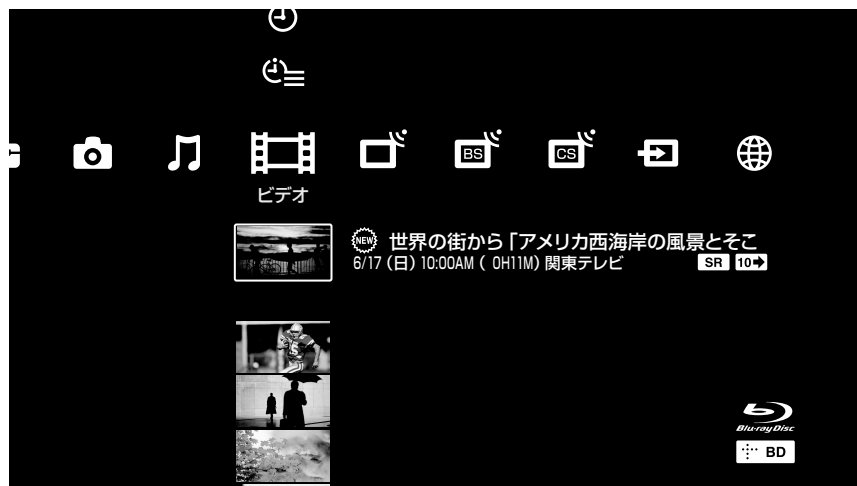 BS
CS
ビデオ
NEW 世界の街から「アメリカ西海岸の風景とそこ
6/17 (日) 10:00AM ( 0H11M) 関東テレビ SR 10➡
Blu-ray Disc
BD